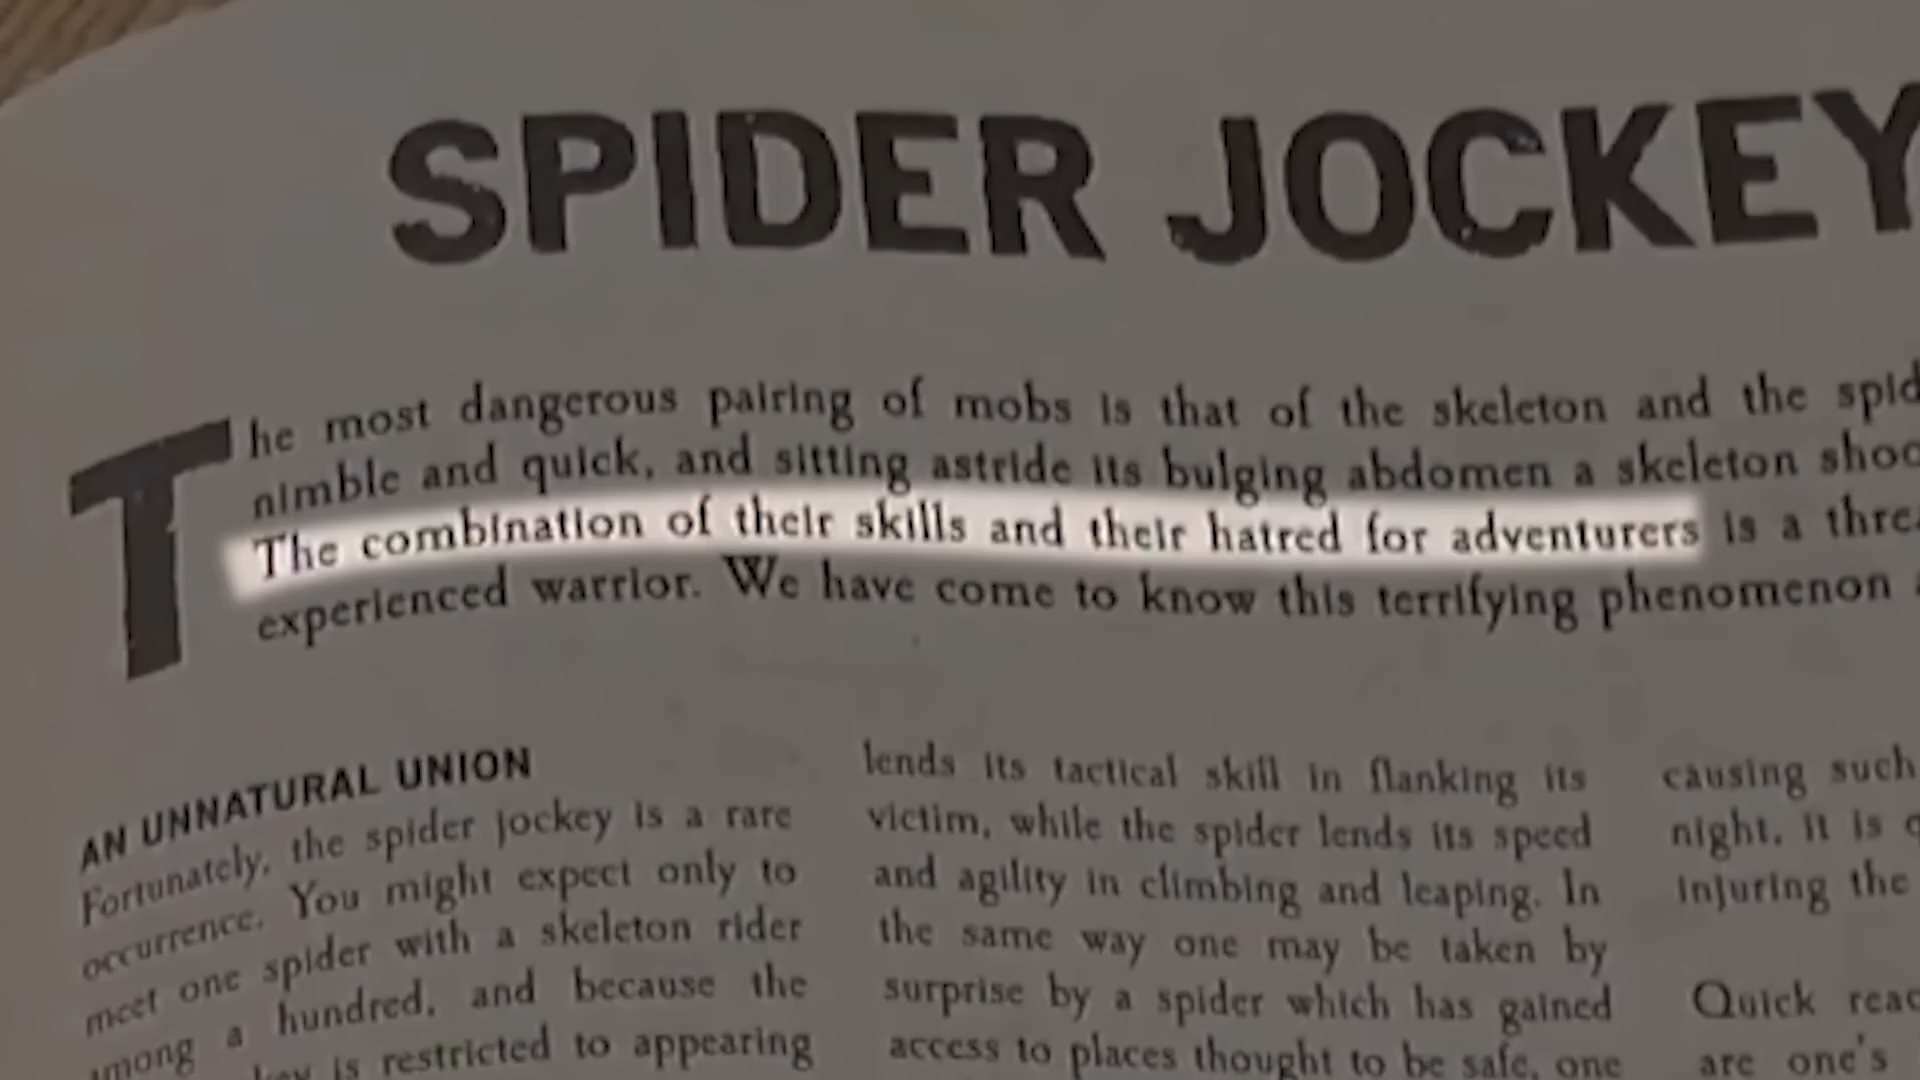 SPIDER JOCKEY
The most dangerous pairing of mobs is that of the skeleton and the
nimble and quick, and sitting astride its bulging abdomen a skeleton
The combination of their skills and their hatred for adventurers is a
experienced warrior. We have come to know this terrifying phenomenon
AN UNNATURAL UNION
Fortunately, the spider jockey is a rare
occurrence. You might expect only to
meet one spider with a skeleton rider
among a hundred, and because the
is restricted to appearing
lends its tactical skill in flanking its
victim, while the spider lends its speed
and agility in climbing and leaping. In
the same way one may be taken by
surprise by a spider which has gained
access to places thought to be safe, one
causing such
night, it is
injuring the
Quick
are one's